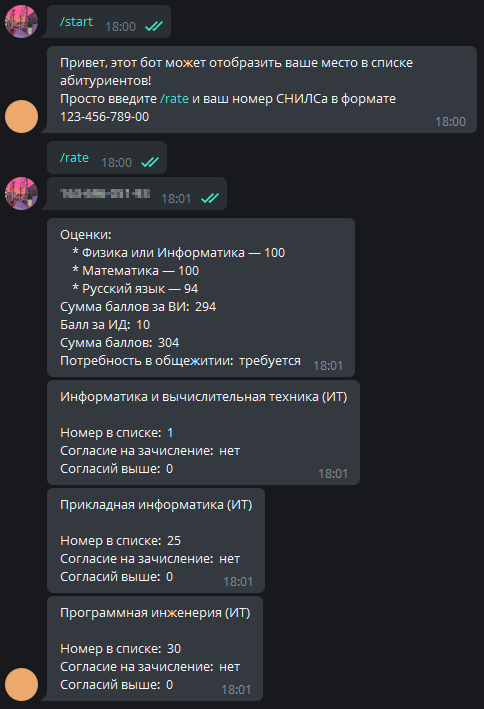 /start
18:00
Привет, этот бот может отобразить ваше место в списке
абитуриентов!
Просто введите /rate и ваш номер СНИЛСа в формате
123-456-789-00
18:00
/rate
18:00
18:01
Оценки:
* Физика или Информатика — 100
* Математика — 100
* Русский язык — 94
Сумма баллов за ВИ: 294
Балл за ИД: 10
Сумма баллов: 304
Потребность в общежитии: требуется
18:01
Информатика и вычислительная техника (ИТ)
Номер в списке: 1
Согласие на зачисление: нет
Согласий выше: 0
18:01
Прикладная информатика (ИТ)
Номер в списке: 25
Согласие на зачисление: нет
Согласий выше: 0
18:01
Программная инженерия (ИТ)
Номер в списке: 30
Согласие на зачисление: нет
Согласий выше: 0
18:01